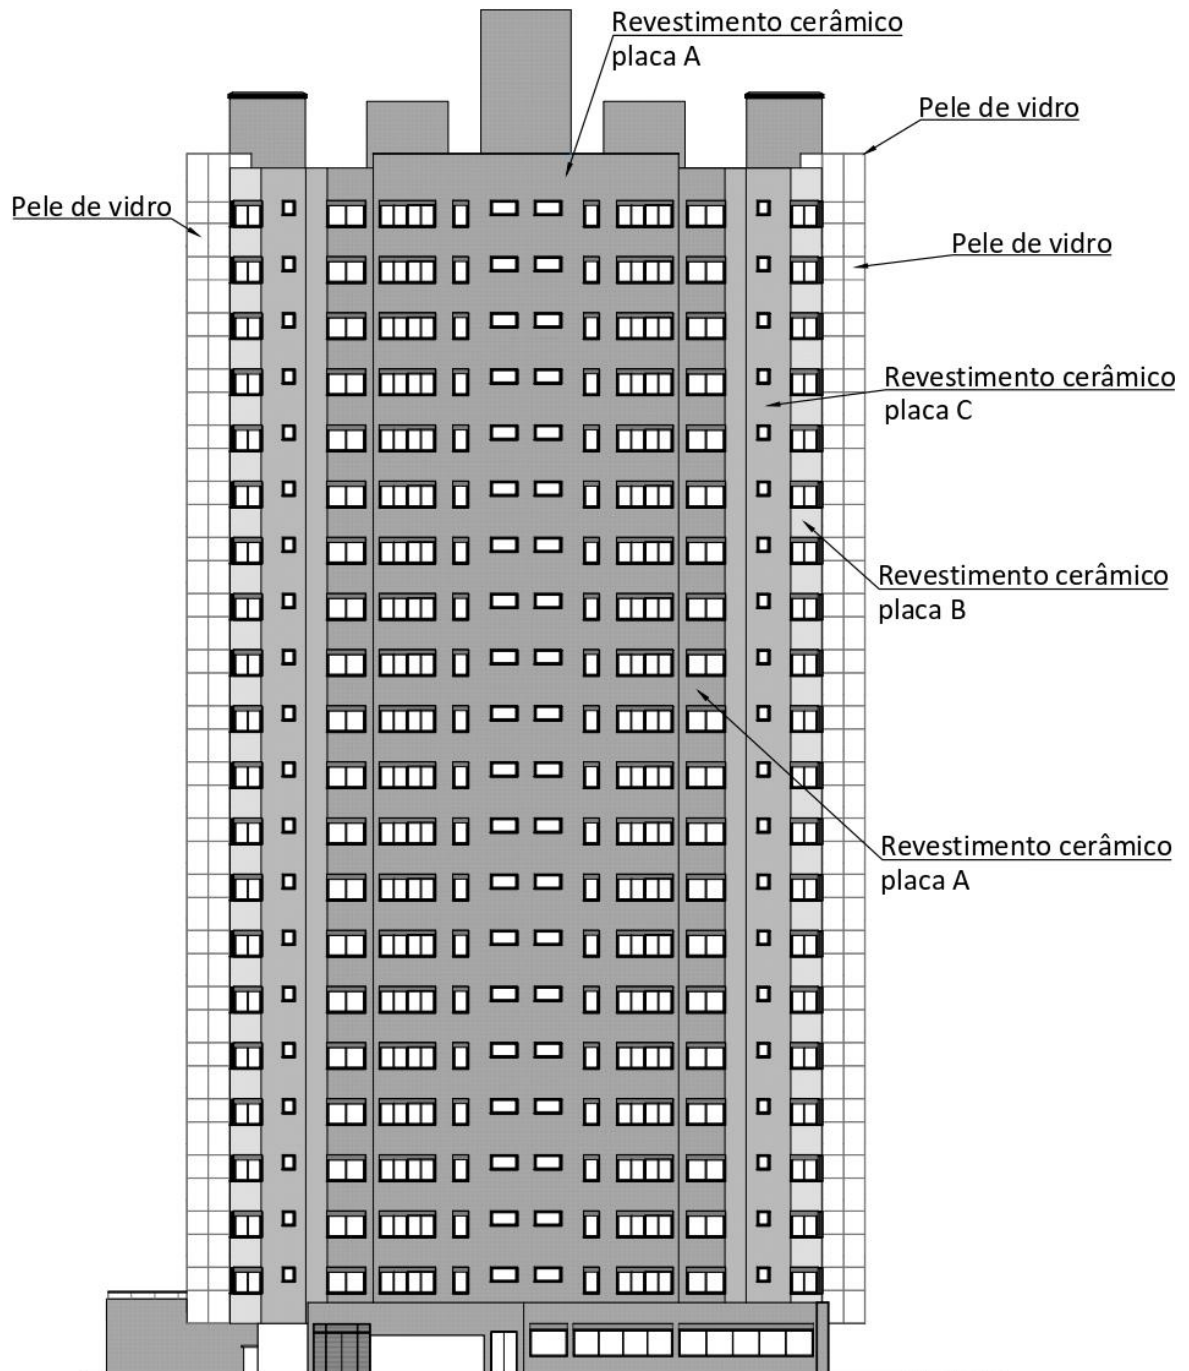 Revestimento cerâmico
placa A
Pele de vidro
Pele de vidro
Pele de vidro
Revestimento cerâmico
placa C
Revestimento cerâmico
placa B
Revestimento cerâmico
placa A